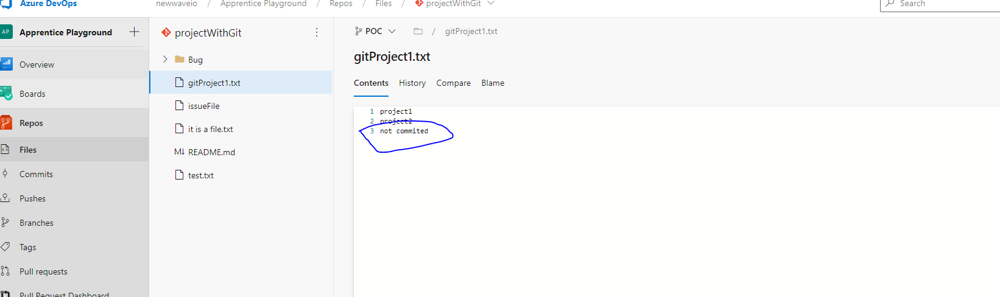 Azure DevOps
newwaveio / Apprentice Playground / Repos / Files / projectWithGit
Search
AP Apprentice Playground
Overview
Boards
Repos
Files
Commits
Pushes
Branches
Tags
Pull requests
Pull Request Dashboard
projectWithGit
Bug
gitProject1.txt
issueFile
it is a file.txt
M↓ README.md
test.txt
POC / gitProject1.txt
gitProject1.txt
Contents History Compare Blame
1 project1
2 project2
3 not commited